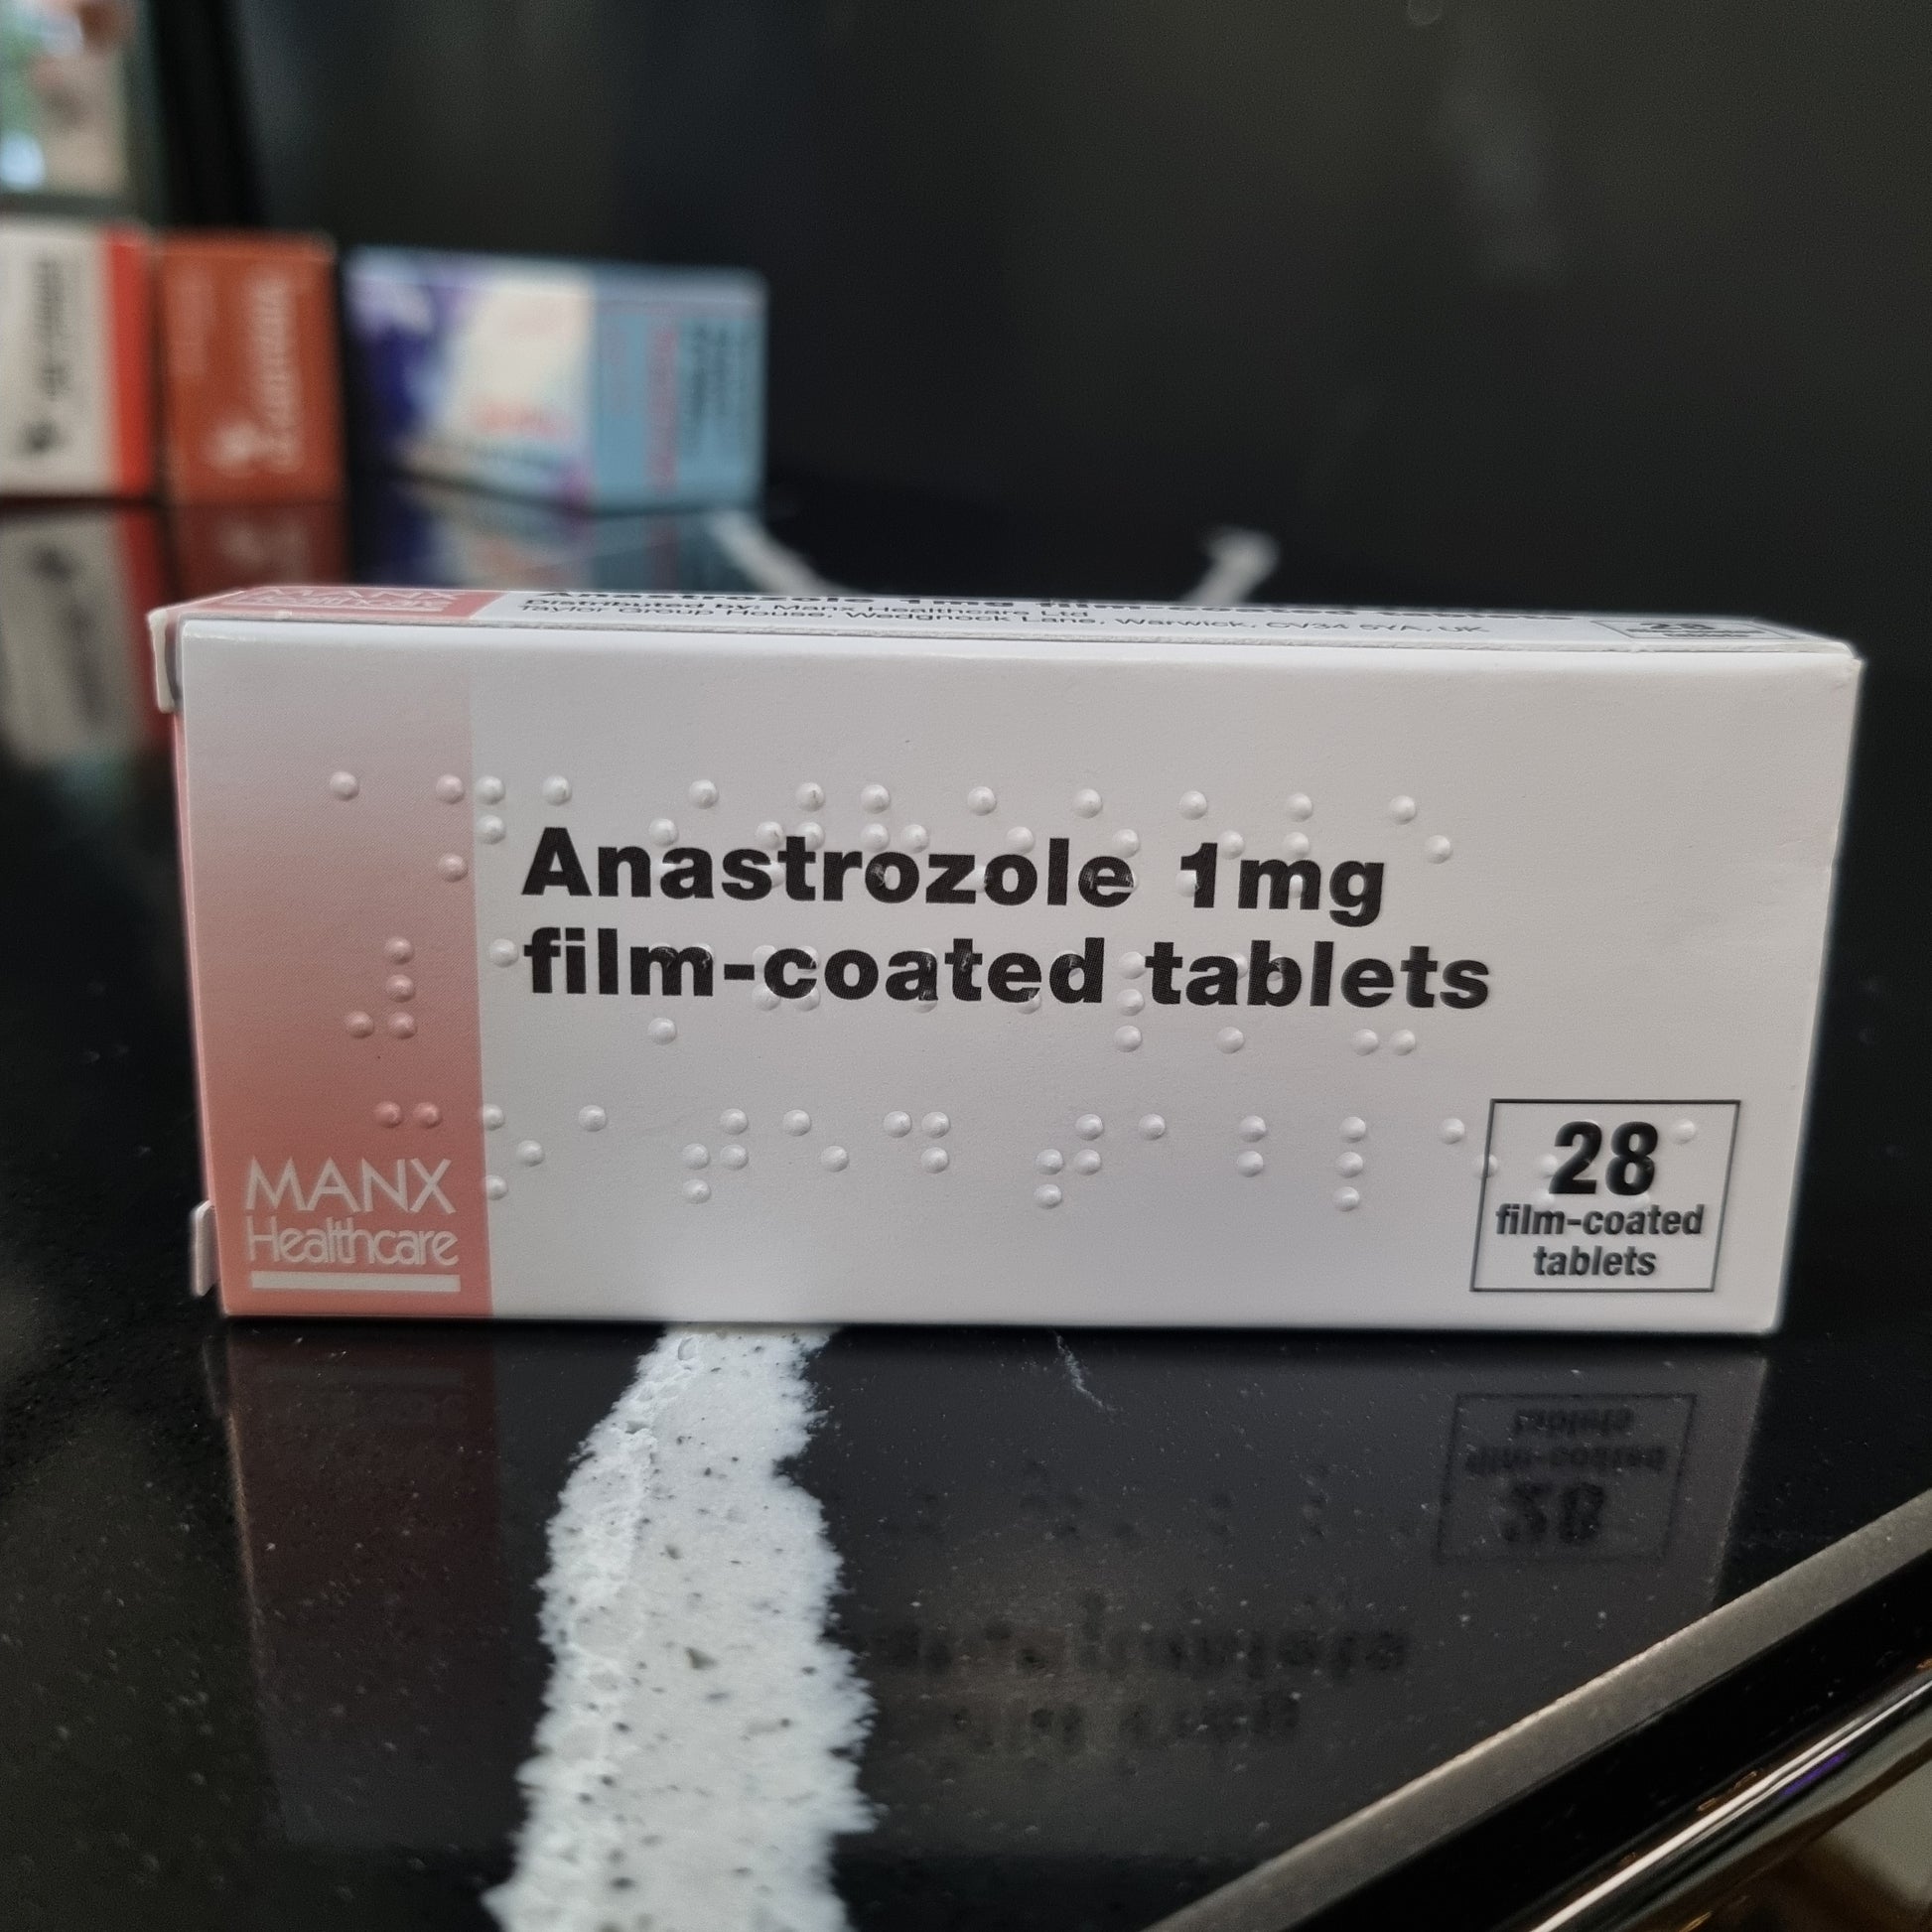 MANX
Healthcare
Anastrozole 1mg film-coated tablets
Distributed by: Manx Healthcare Ltd
Taylor Group House, Wedgnock Lane, Warwick, CV34 5YA, UK
28
Anastrozole 1mg
film-coated tablets
MANX
Healthcare
28
film-coated
tablets